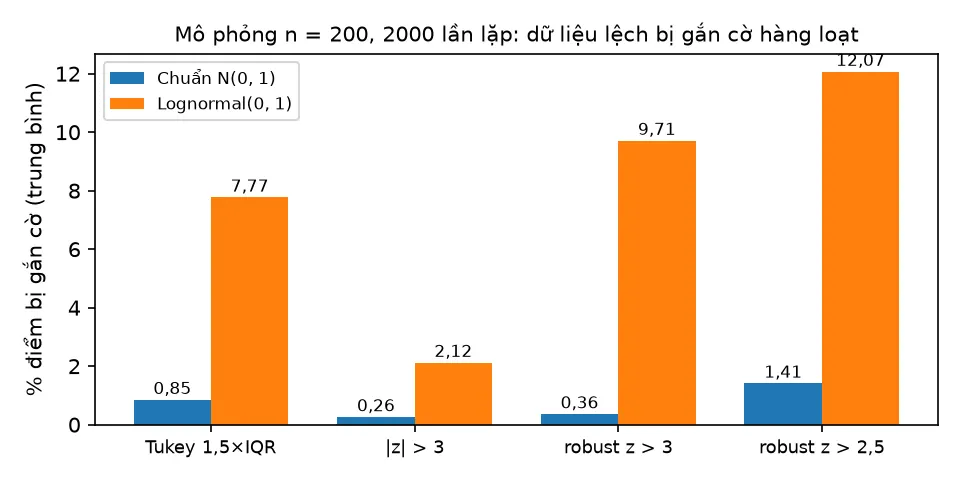 Mô phỏng n = 200, 2000 lần lặp: dữ liệu lệch bị gắn cờ hàng loạt
% điểm bị gắn cờ (trung bình)
Chuẩn N(0, 1)
Lognormal(0, 1)
12
10
8
6
4
2
0
0,85
7,77
0,26
2,12
0,36
9,71
1,41
12,07
Tukey 1,5×IQR
|z| > 3
robust z > 3
robust z > 2,5